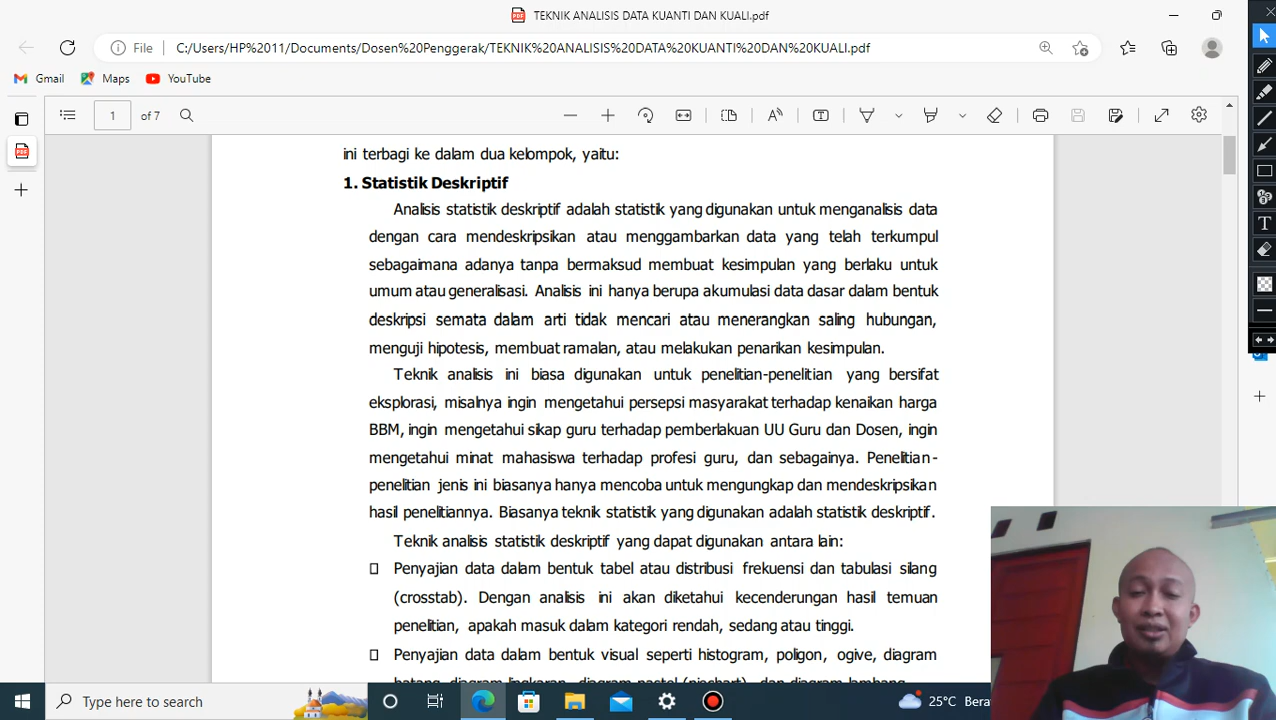 TEKNIK ANALISIS DATA KUANTI DAN KUALI.pdf
File C:/Users/HP%2011/Documents/Dosen%20Penggerak/TEKNIK%20ANALISIS%20DATA%20KUANTI%20DAN%20KUALI.pdf
Gmail Maps YouTube
1 of 7
ini terbagi ke dalam dua kelompok, yaitu:
1. Statistik Deskriptif
Analisis statistik deskriptif adalah statistik yang digunakan untuk menganalisis data
dengan cara mendeskripsikan atau menggambarkan data yang telah terkumpul
sebagaimana adanya tanpa bermaksud membuat kesimpulan yang berlaku untuk
umum atau generalisasi. Analisis ini hanya berupa akumulasi data dasar dalam bentuk
deskripsi semata dalam arti tidak mencari atau menerangkan saling hubungan,
menguji hipotesis, membuat ramalan, atau melakukan penarikan kesimpulan.
Teknik analisis ini biasa digunakan untuk penelitian-penelitian yang bersifat
eksplorasi, misalnya ingin mengetahui persepsi masyarakat terhadap kenaikan harga
BBM, ingin mengetahui sikap guru terhadap pemberlakuan UU Guru dan Dosen, ingin
mengetahui minat mahasiswa terhadap profesi guru, dan sebagainya. Penelitian-
penelitian jenis ini biasanya hanya mencoba untuk mengungkap dan mendeskripsikan
hasil penelitiannya. Biasanya teknik statistik yang digunakan adalah statistik deskriptif.
Teknik analisis statistik deskriptif yang dapat digunakan antara lain:
Penyajian data dalam bentuk tabel atau distribusi frekuensi dan tabulasi silang
(crosstab). Dengan analisis ini akan diketahui kecenderungan hasil temuan
penelitian, apakah masuk dalam kategori rendah, sedang atau tinggi.
Penyajian data dalam bentuk visual seperti histogram, poligon, ogive, diagram
batang, diagram lingkaran, diagram pastel (piechart), dan diagram lambang.
Type here to search
25°C Bera